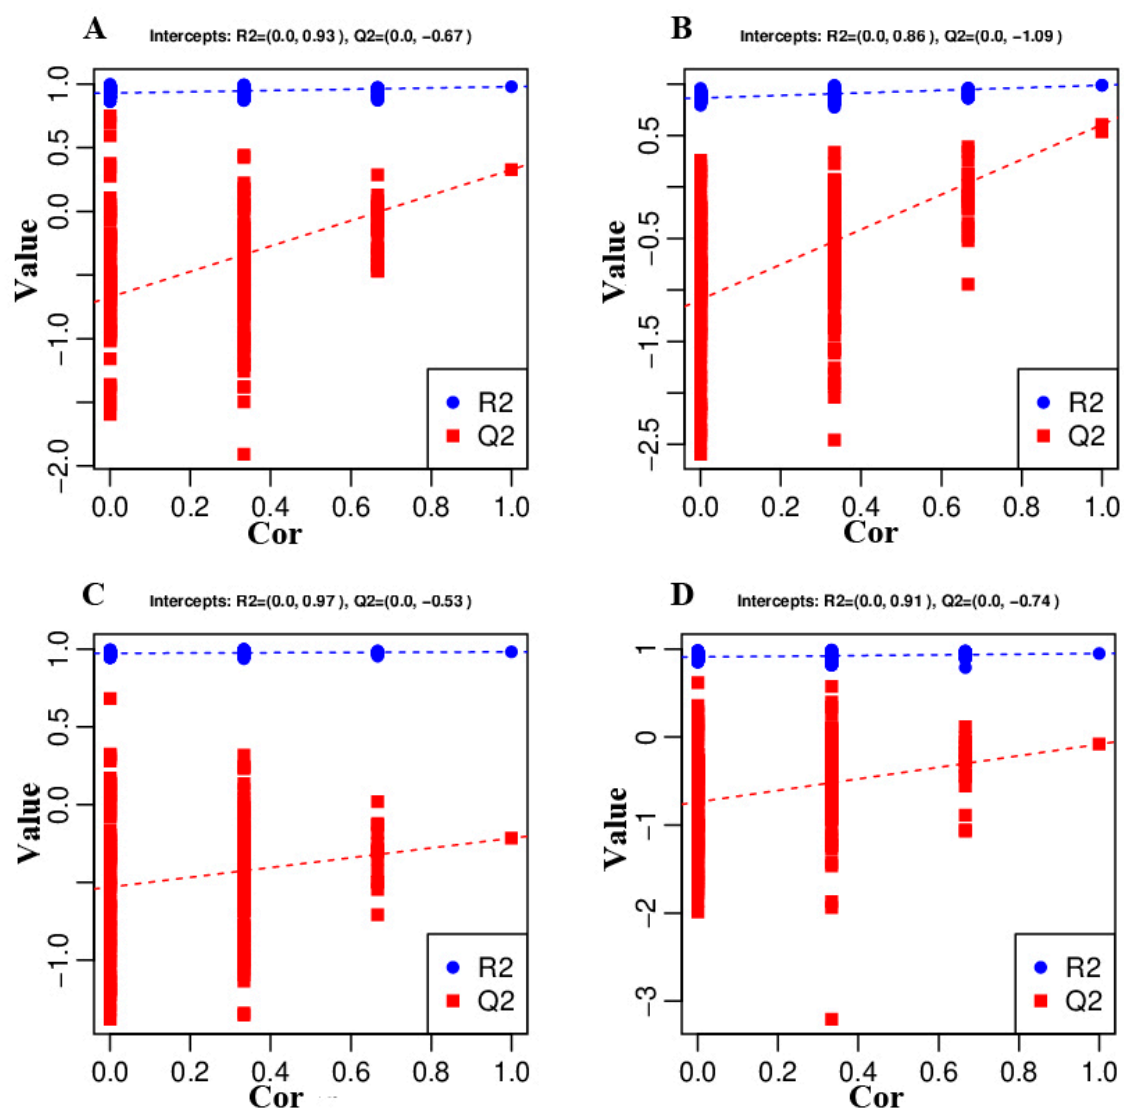 A
Intercepts: R2=(0.0, 0.93 ), Q2=(0.0, −0.67 )
1.0
0.5
0.0
−1.0
−2.0
Value
R2
Q2
0.0 0.2 0.4 0.6 0.8 1.0
Cor
B
Intercepts: R2=(0.0, 0.86 ), Q2=(0.0, −1.09 )
0.5
−0.5
−1.5
−2.5
Value
R2
Q2
0.0 0.2 0.4 0.6 0.8 1.0
Cor
C
Intercepts: R2=(0.0, 0.97 ), Q2=(0.0, −0.53 )
1.0
0.5
0.0
−1.0
Value
R2
Q2
0.0 0.2 0.4 0.6 0.8 1.0
Cor
D
Intercepts: R2=(0.0, 0.91 ), Q2=(0.0, −0.74 )
1
0
−1
−2
−3
Value
R2
Q2
0.0 0.2 0.4 0.6 0.8 1.0
Cor